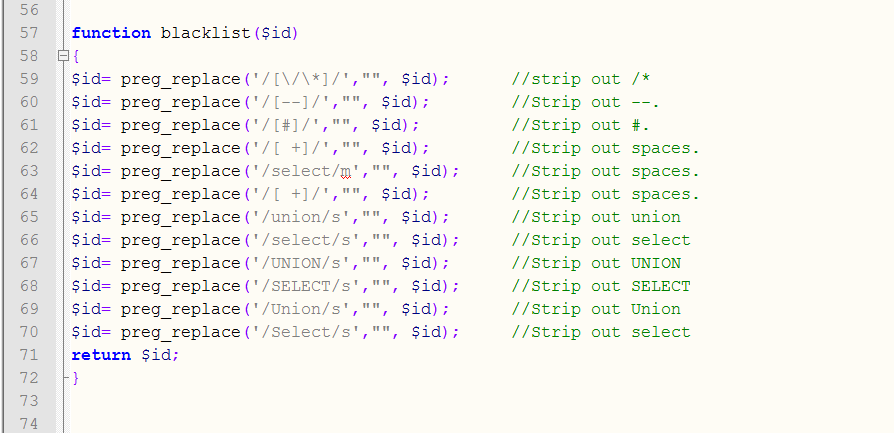 56
57 function blacklist($id)
58 {
59 $id= preg_replace('/[\/\*]/',"", $id); //strip out /*
60 $id= preg_replace('/[--]/',"", $id); //Strip out --.
61 $id= preg_replace('/[#]/',"", $id); //Strip out #.
62 $id= preg_replace('/[ +]/',"", $id); //Strip out spaces.
63 $id= preg_replace('/select/m',"", $id); //Strip out spaces.
64 $id= preg_replace('/[ +]/',"", $id); //Strip out spaces.
65 $id= preg_replace('/union/s',"", $id); //Strip out union
66 $id= preg_replace('/select/s',"", $id); //Strip out select
67 $id= preg_replace('/UNION/s',"", $id); //Strip out UNION
68 $id= preg_replace('/SELECT/s',"", $id); //Strip out SELECT
69 $id= preg_replace('/Union/s',"", $id); //Strip out Union
70 $id= preg_replace('/Select/s',"", $id); //Strip out select
71 return $id;
72 }
73
74